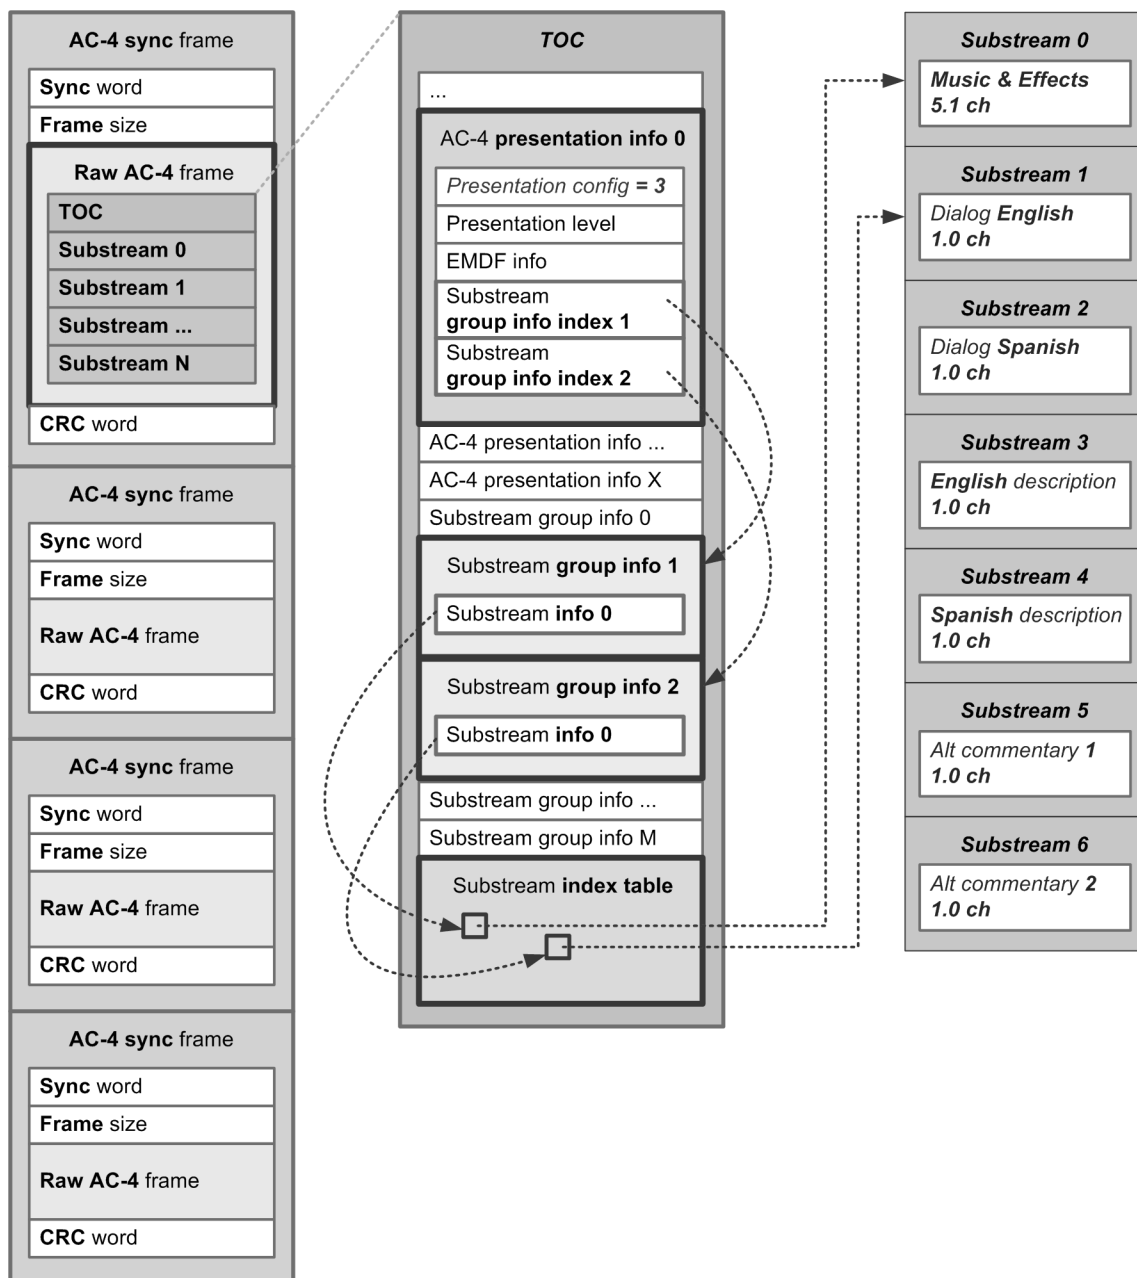 AC-4 sync frame
Sync word
Frame size
Raw AC-4 frame
TOC
Substream 0
Substream 1
Substream ...
Substream N
CRC word
AC-4 sync frame
Sync word
Frame size
Raw AC-4 frame
CRC word
AC-4 sync frame
Sync word
Frame size
Raw AC-4 frame
CRC word
AC-4 sync frame
Sync word
Frame size
Raw AC-4 frame
CRC word
TOC
...
AC-4 presentation info 0
Presentation config = 3
Presentation level
EMDF info
Substream
group info index 1
Substream
group info index 2
AC-4 presentation info ...
AC-4 presentation info X
Substream group info 0
Substream group info 1
Substream info 0
Substream group info 2
Substream info 0
Substream group info ...
Substream group info M
Substream index table
Substream 0
Music & Effects
5.1 ch
Substream 1
Dialog English
1.0 ch
Substream 2
Dialog Spanish
1.0 ch
Substream 3
English description
1.0 ch
Substream 4
Spanish description
1.0 ch
Substream 5
Alt commentary 1
1.0 ch
Substream 6
Alt commentary 2
1.0 ch